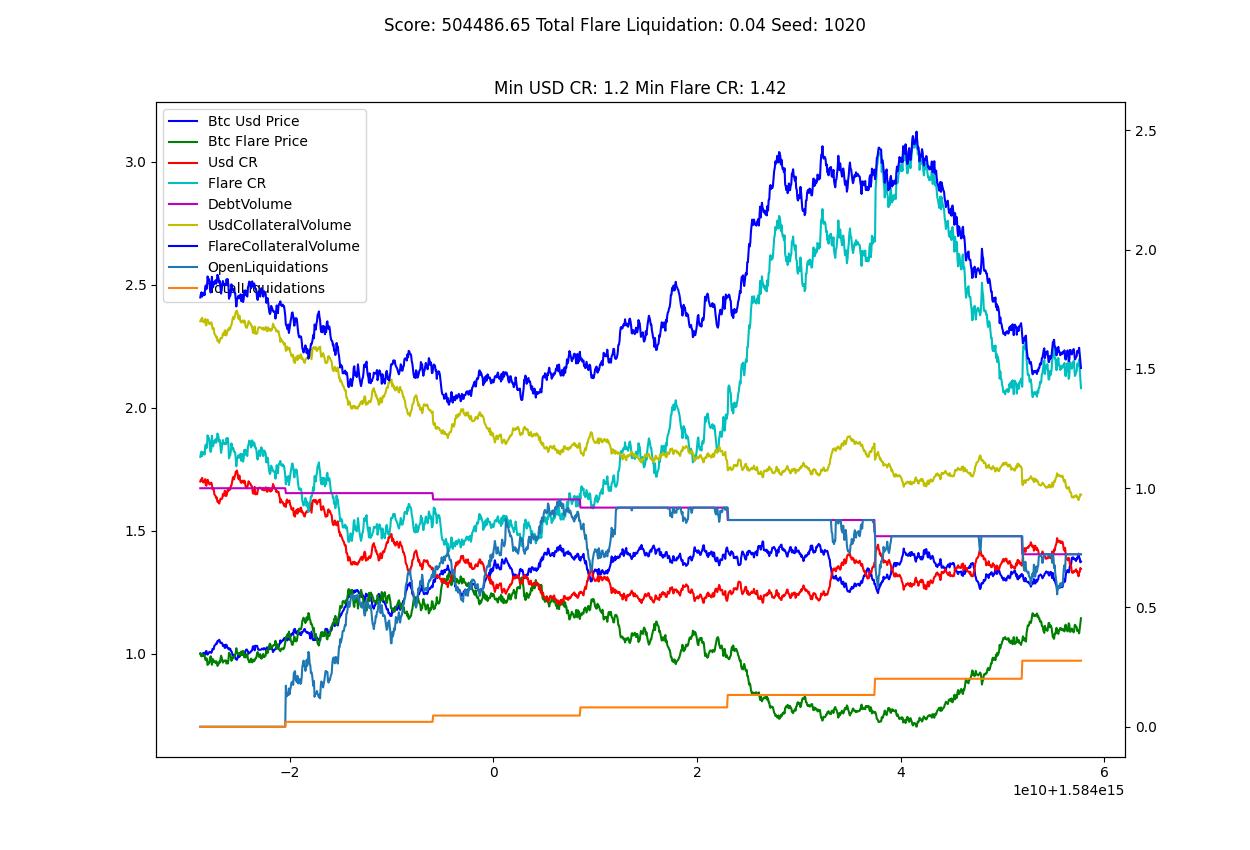 Score: 504486.65 Total Flare Liquidation: 0.04 Seed: 1020
Min USD CR: 1.2 Min Flare CR: 1.42
Btc Usd Price
Btc Flare Price
Usd CR
Flare CR
DebtVolume
UsdCollateralVolume
FlareCollateralVolume
OpenLiquidations
TotalLiquidations
3.0
2.5
2.0
1.5
1.0
2.5
2.0
1.5
1.0
0.5
0.0
−2
0
2
4
6
1e10+1.584e15